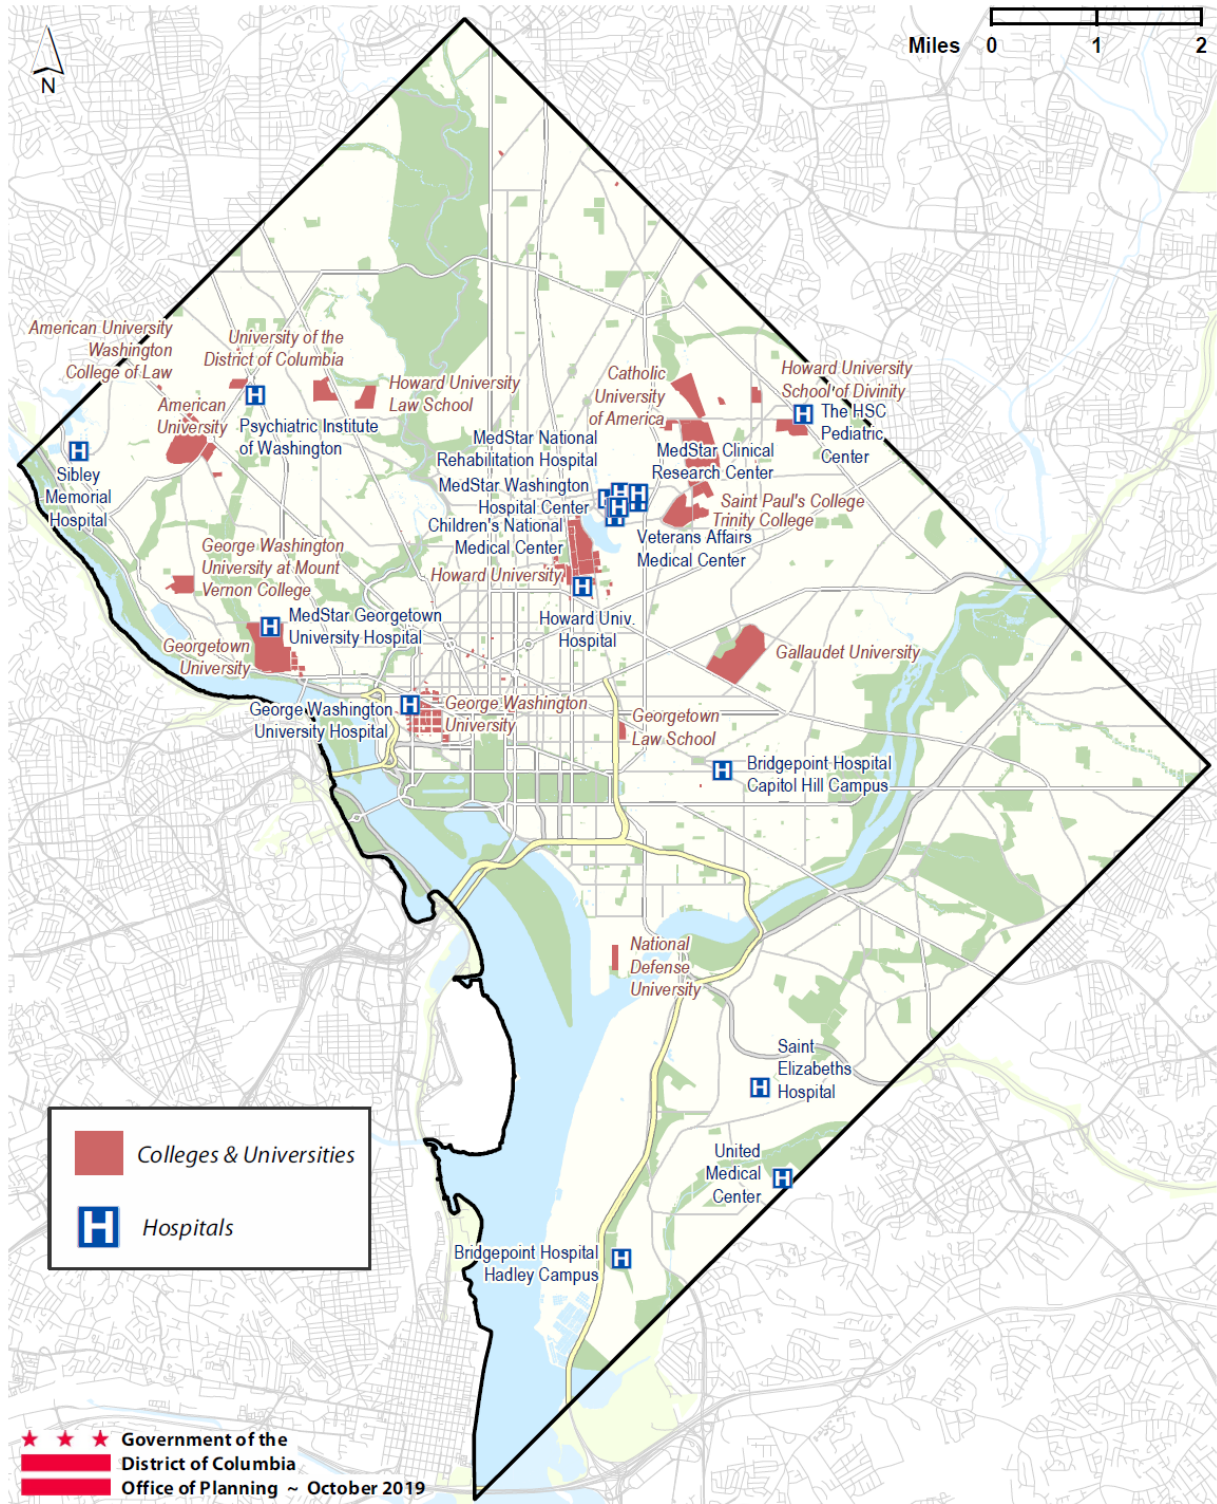 Miles 0 1 2
N
American University
Washington
College of Law
University of the
District of Columbia
Howard University
Law School
American
University
Psychiatric Institute
of Washington
Sibley
Memorial
Hospital
Catholic
University
of America
Howard University
School of Divinity
The HSC
Pediatric
Center
MedStar National
Rehabilitation Hospital
MedStar Clinical
Research Center
MedStar Washington
Hospital Center
Children's National
Medical Center
Saint Paul's College
Trinity College
Veterans Affairs
Medical Center
Howard University
Howard Univ.
Hospital
George Washington
University at Mount
Vernon College
MedStar Georgetown
University Hospital
Georgetown
University
Gallaudet University
George Washington
University Hospital
George Washington
University
Georgetown
Law School
Bridgepoint Hospital
Capitol Hill Campus
National
Defense
University
Saint
Elizabeths
Hospital
United
Medical
Center
Bridgepoint Hospital
Hadley Campus
Colleges & Universities
H Hospitals
Government of the
District of Columbia
Office of Planning ~ October 2019